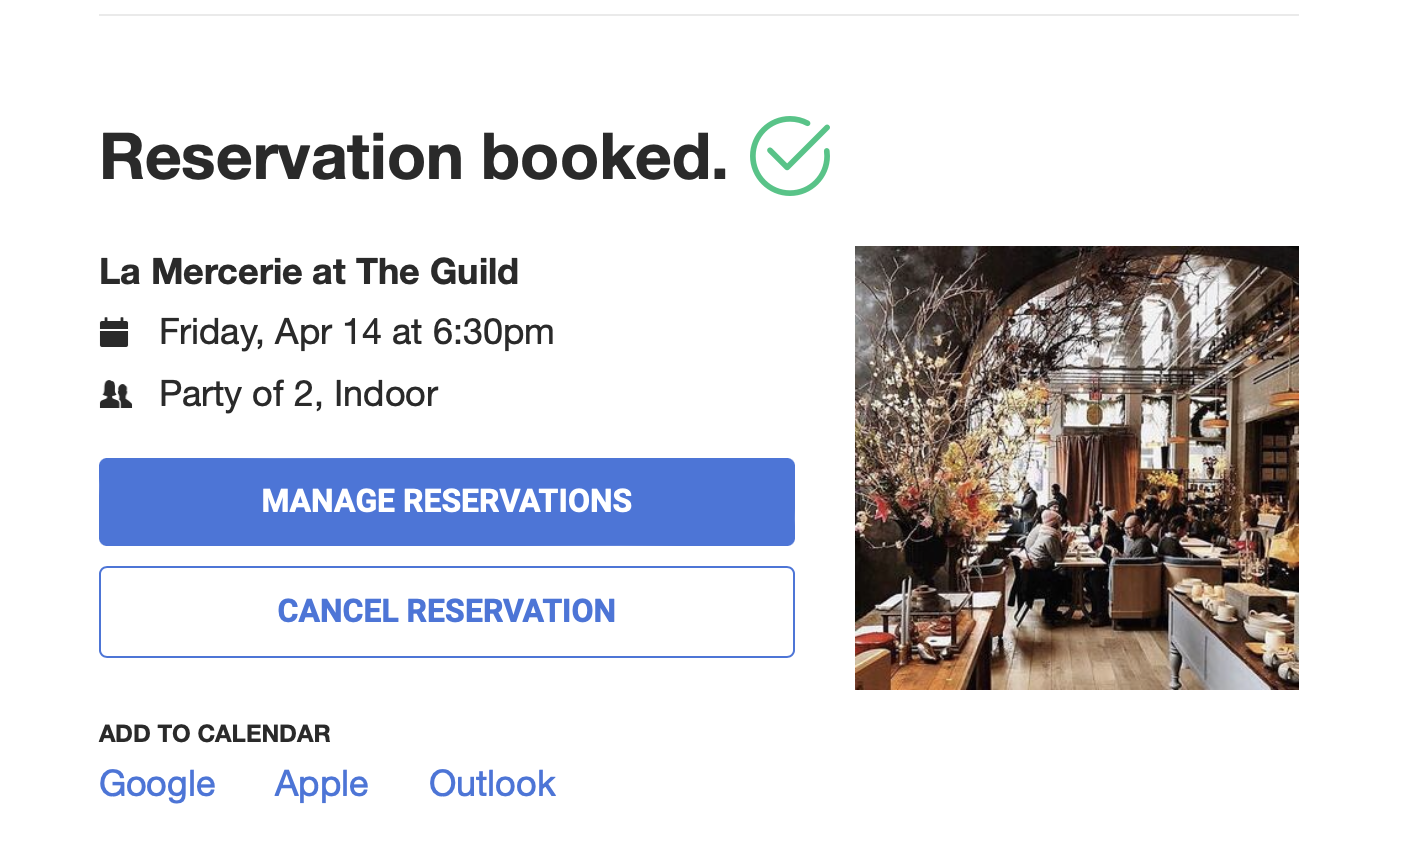 Reservation booked.
La Mercerie at The Guild
Friday, Apr 14 at 6:30pm
Party of 2, Indoor
MANAGE RESERVATIONS
CANCEL RESERVATION
ADD TO CALENDAR
Google Apple Outlook